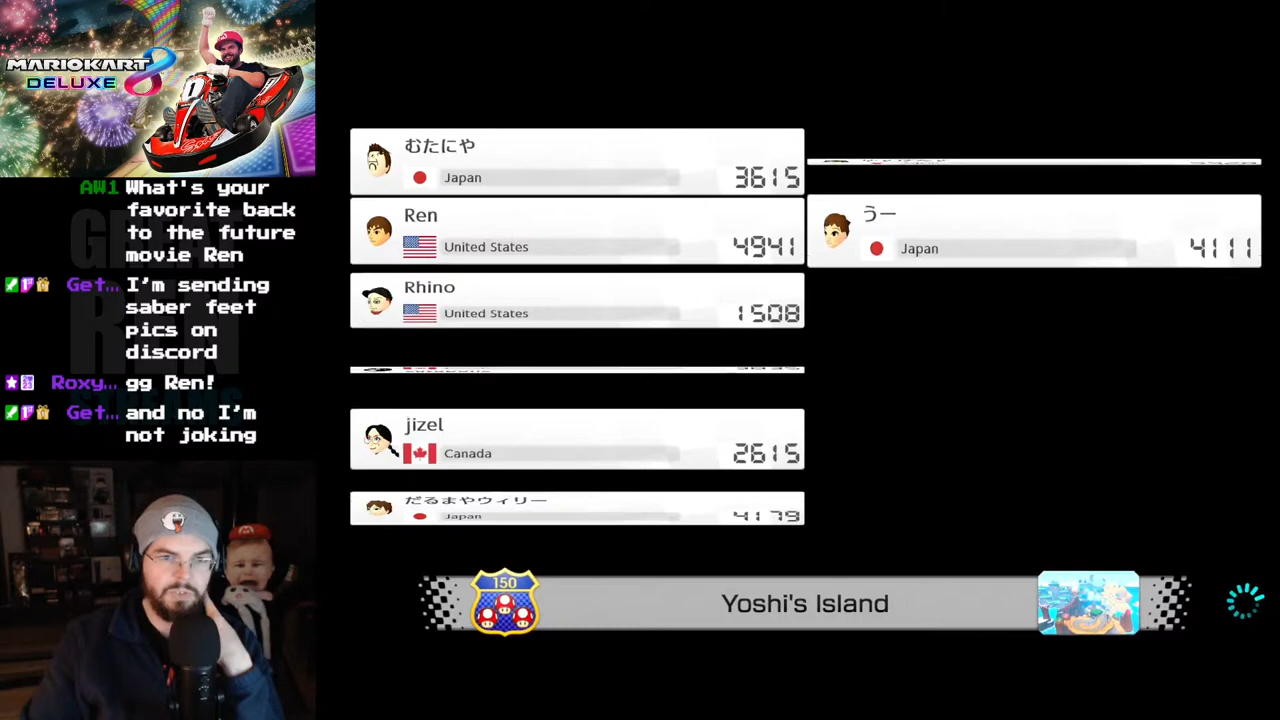 MARIOKART 8
DELUXE
AW1 What's your
favorite back
to the future
movie Ren
Get... I'm sending
saber feet
pics on
discord
Roxy... gg Ren!
Get... and no I'm
not joking
むたにや
Japan 3615
Ren
United States 4941
Rhino
United States 1508
jizel
Canada 2615
だるまやウィリー
Japan 4179
うー
Japan 4111
150
Yoshi's Island